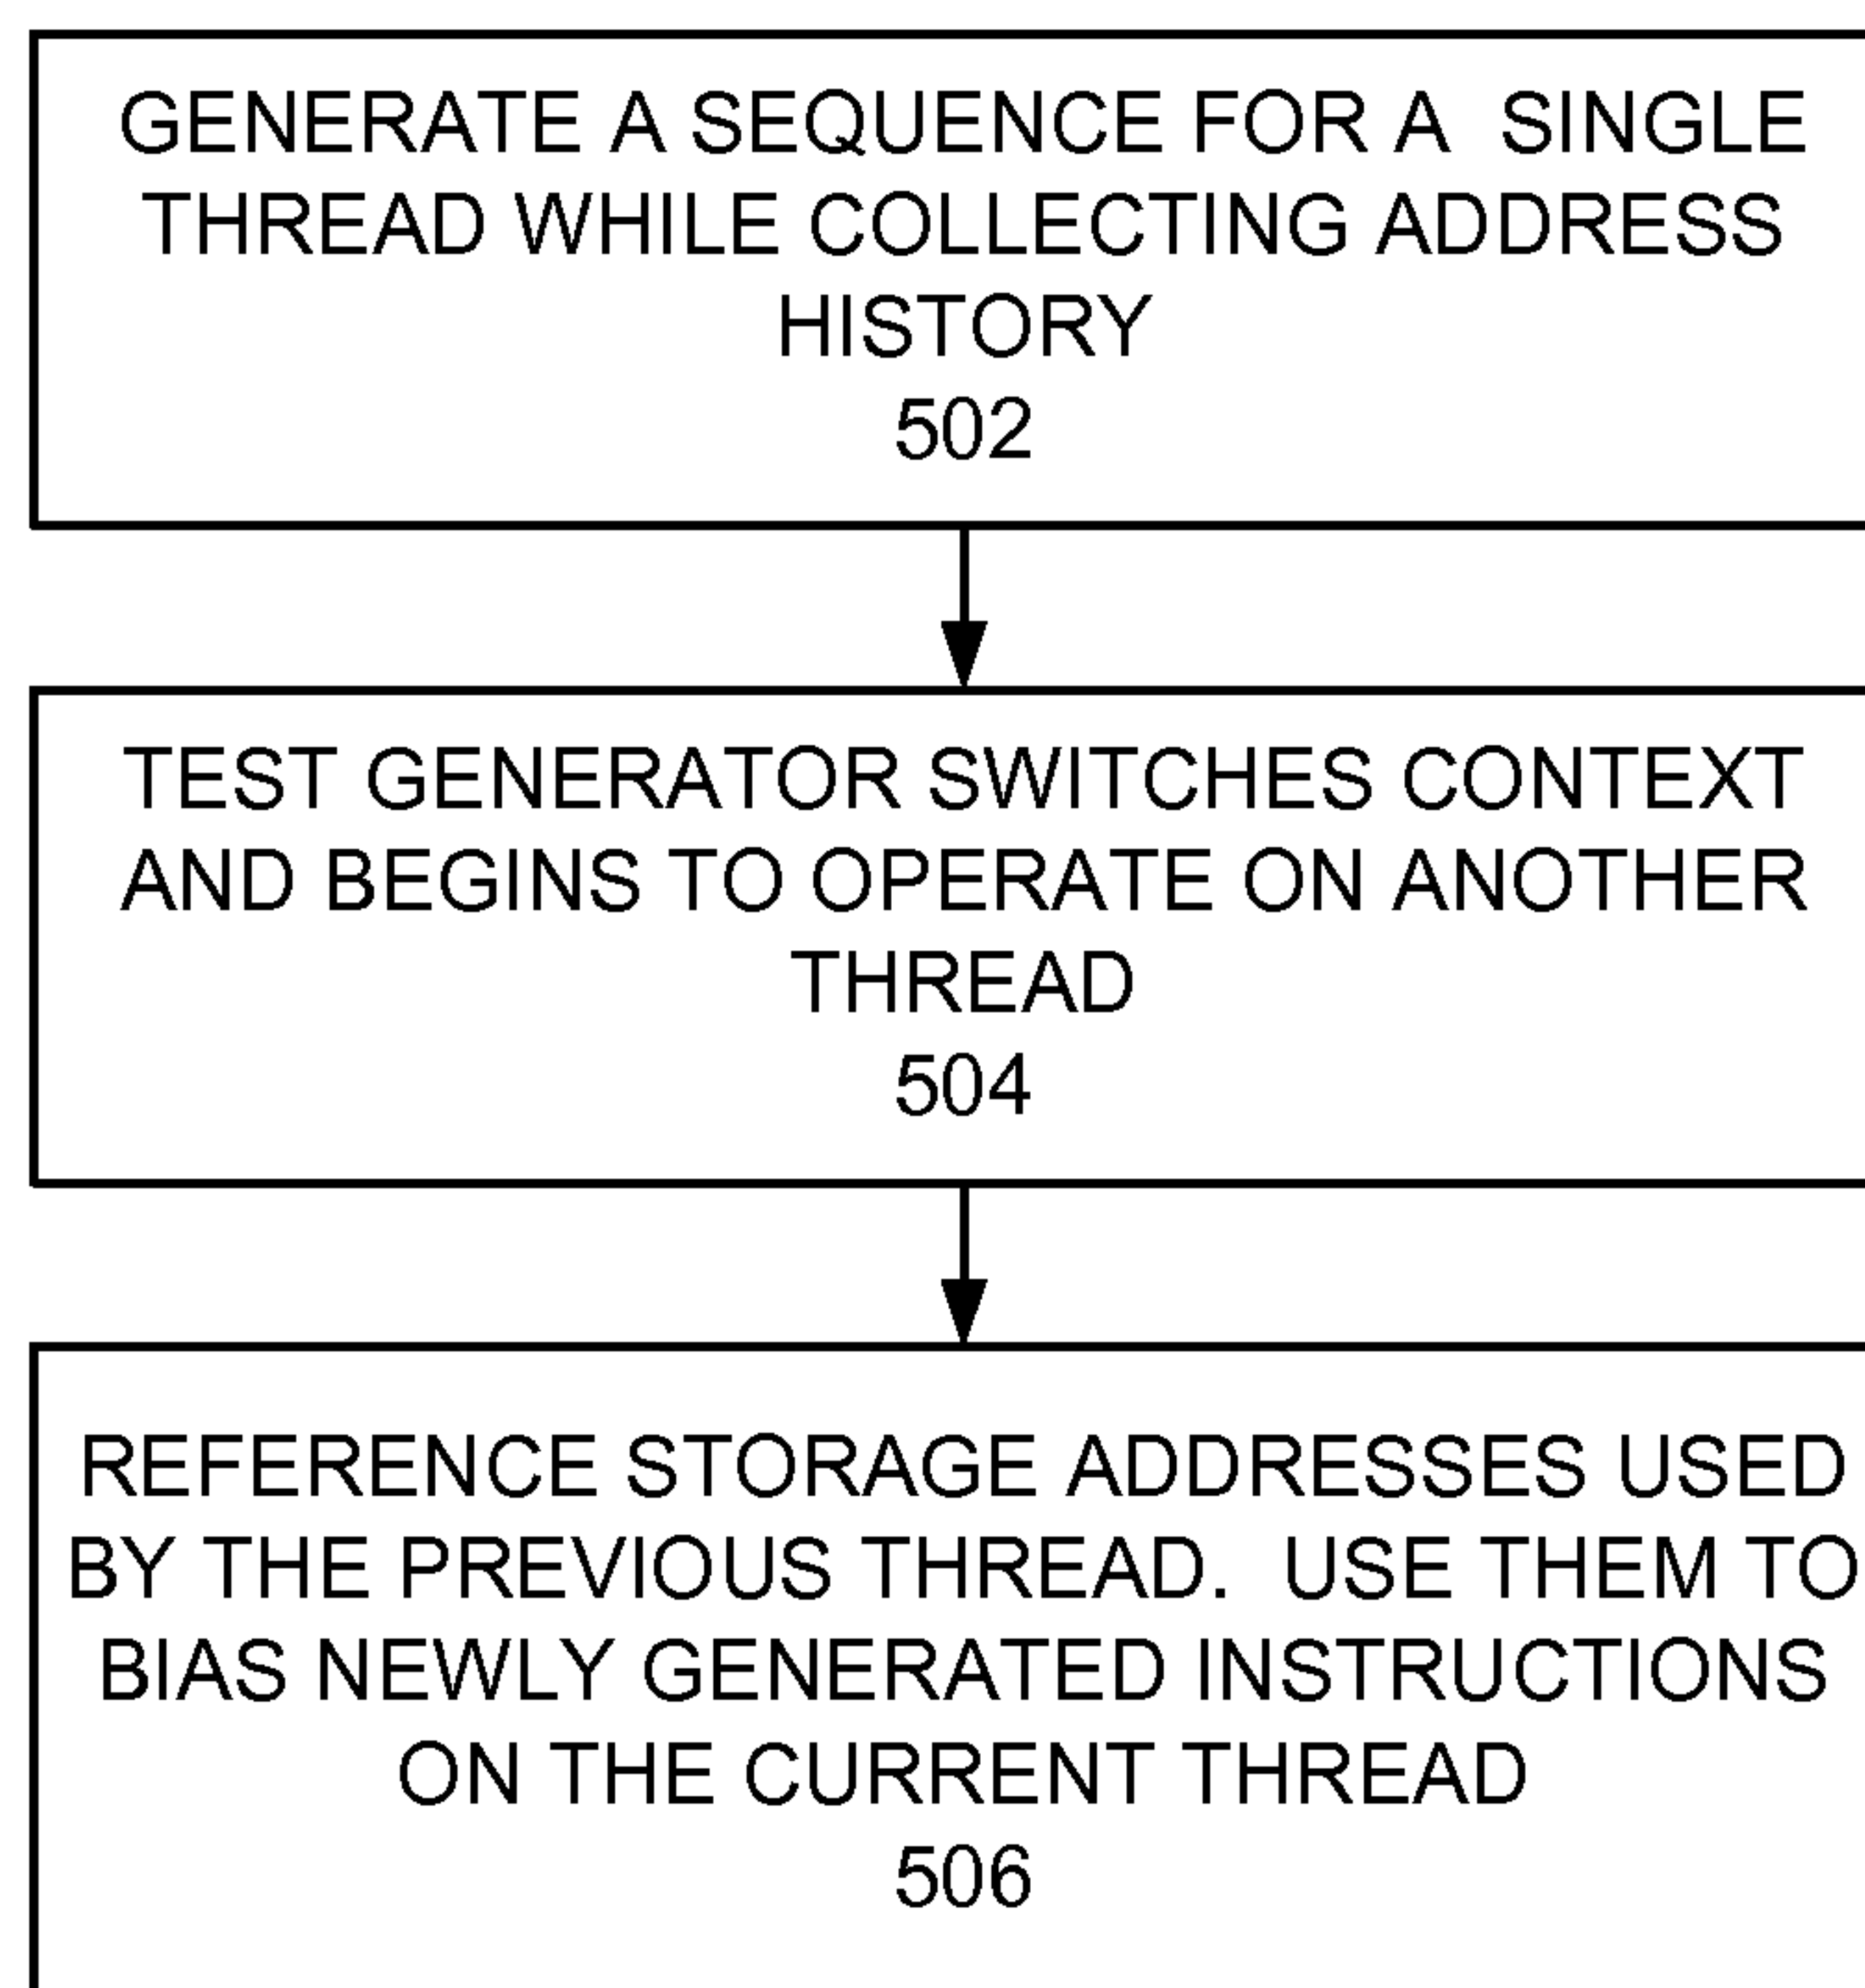 GENERATE A SEQUENCE FOR A  SINGLE
THREAD WHILE COLLECTING ADDRESS
HISTORY
502
TEST GENERATOR SWITCHES CONTEXT
AND BEGINS TO OPERATE ON ANOTHER
THREAD
504
REFERENCE STORAGE ADDRESSES USED
BY THE PREVIOUS THREAD.  USE THEM TO
BIAS NEWLY GENERATED INSTRUCTIONS
ON THE CURRENT THREAD
506